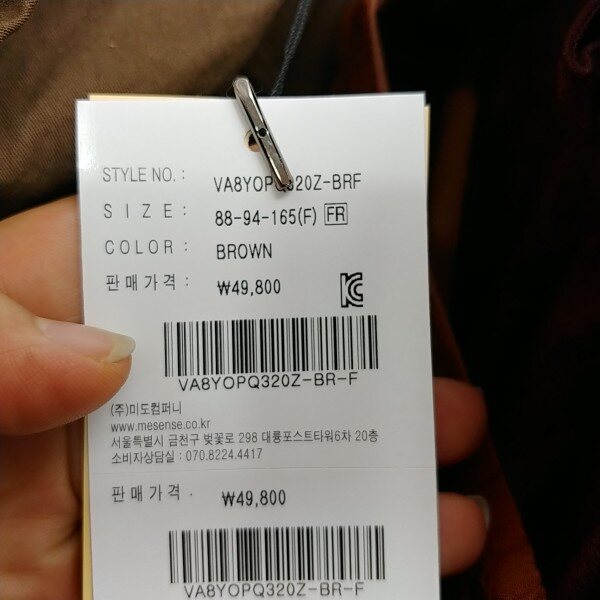 STYLE NO. : VA8YOPQ320Z-BRF
SIZE : 88-94-165(F) FR
COLOR : BROWN
판매가격 : ₩49,800
VA8YOPQ320Z-BR-F
(주)미도컴퍼니
www.mesense.co.kr
서울특별시 금천구 벚꽃로 298 대륭포스트타워6차 20층
소비자상담실 : 070.8224.4417
판매가격 . ₩49,800
VA8YOPQ320Z-BR-F